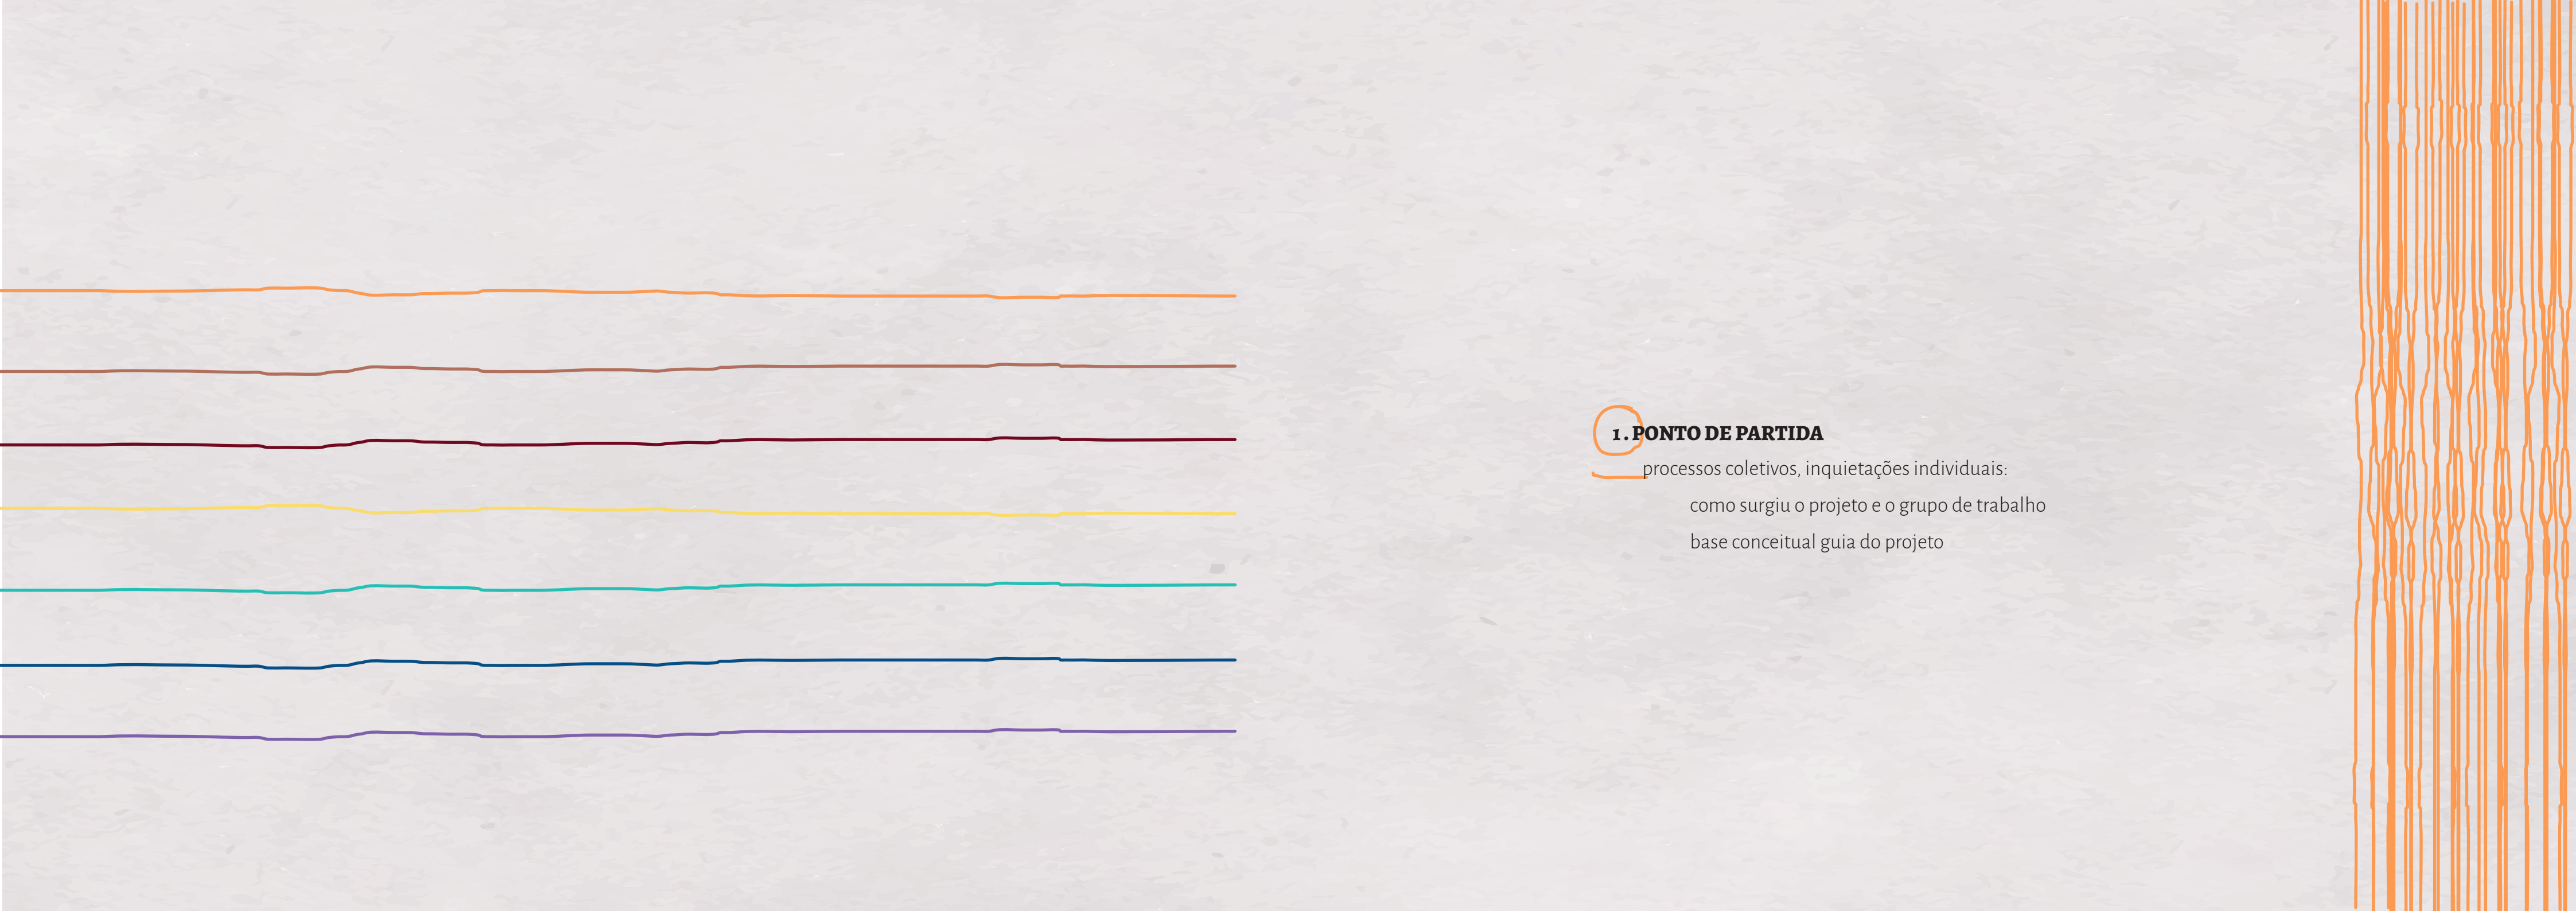 1. PONTO DE PARTIDA
processos coletivos, inquietações individuais:
como surgiu o projeto e o grupo de trabalho
base conceitual guia do projeto